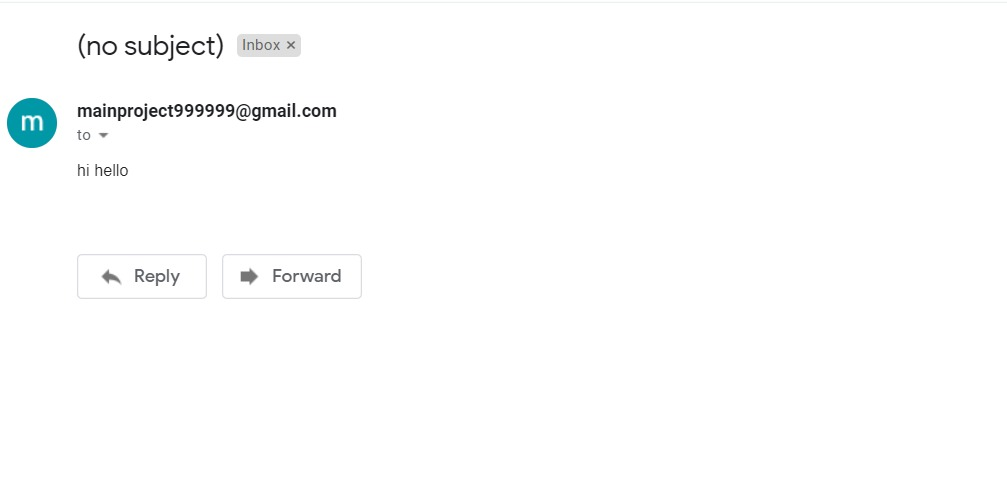 (no subject) Inbox ×
m
mainproject999999@gmail.com
to
hi hello
Reply Forward